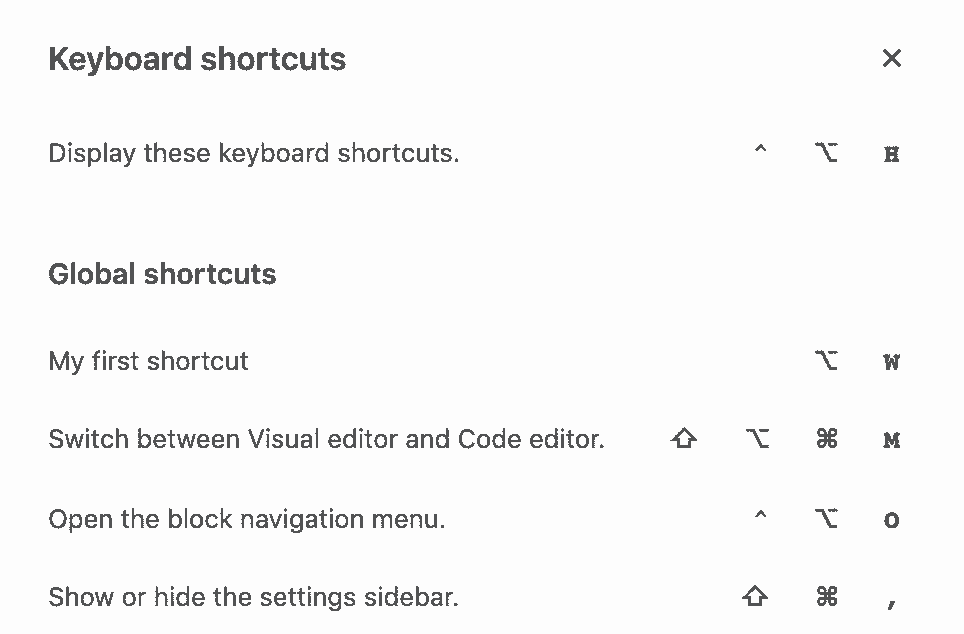 Keyboard shortcuts ×
Display these keyboard shortcuts. ⌃ ⌥ H
Global shortcuts
My first shortcut ⌥ W
Switch between Visual editor and Code editor. ⇧ ⌥ ⌘ M
Open the block navigation menu. ⌃ ⌥ O
Show or hide the settings sidebar. ⇧ ⌘ ,